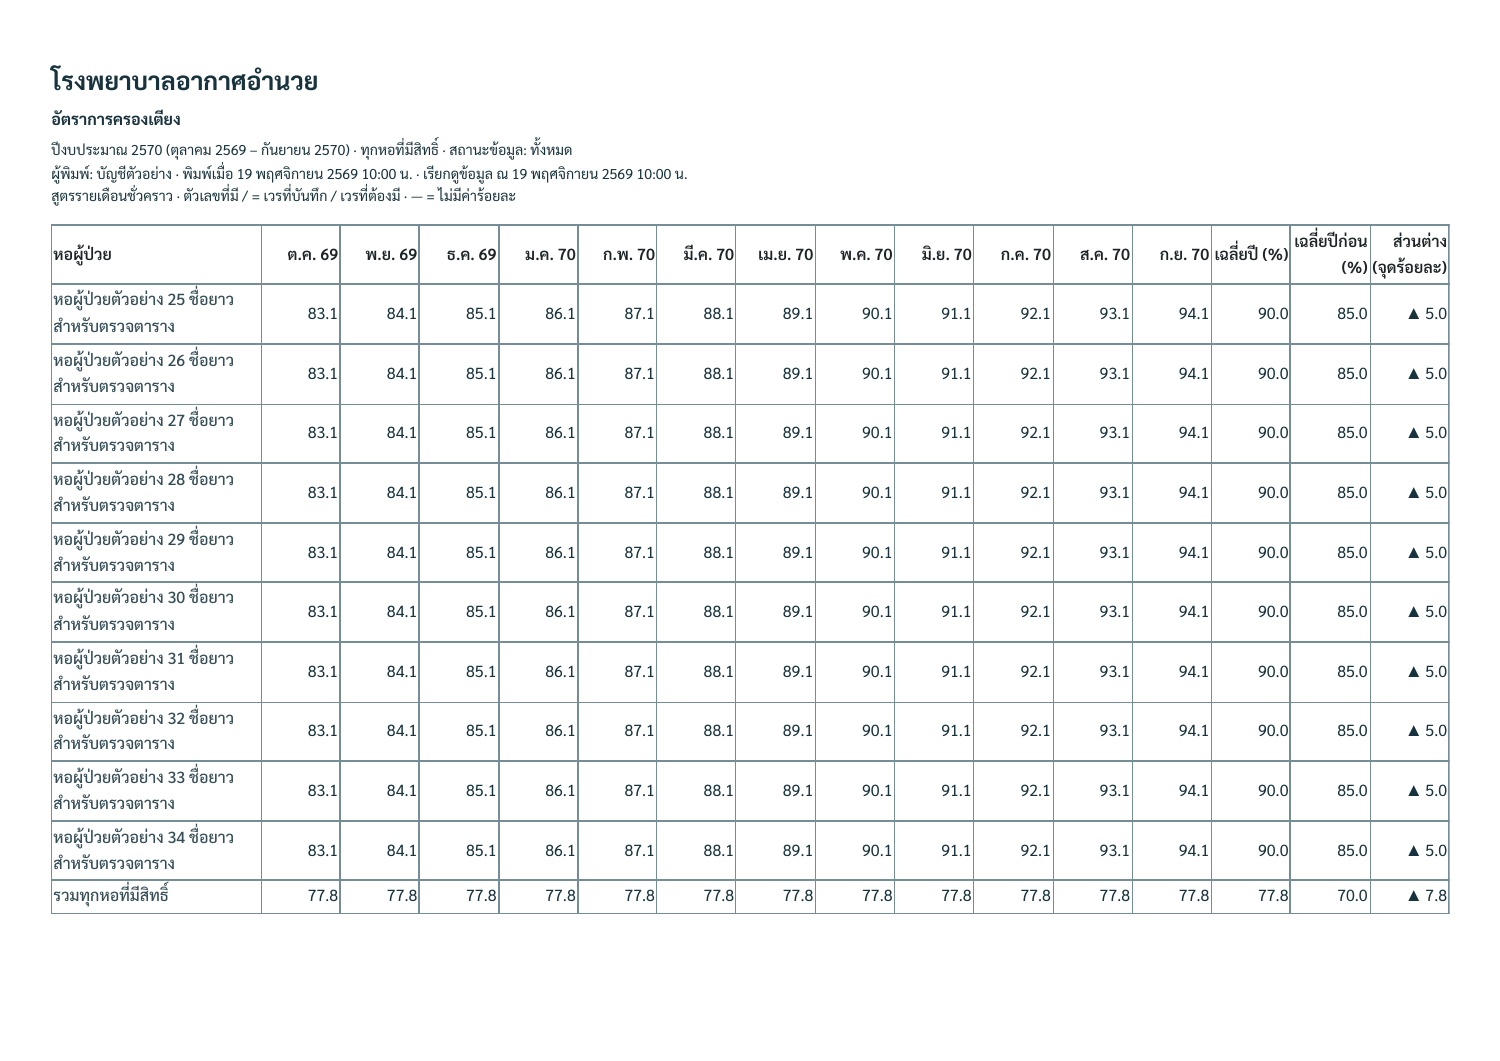 โรงพยาบาลอากาศอำนวย
อัตราการครองเตียง
ปีงบประมาณ 2570 (ตุลาคม 2569 – กันยายน 2570) · ทุกหอที่มีสิทธิ์ · สถานะข้อมูล: ทั้งหมด
ผู้พิมพ์: บัญชีตัวอย่าง · พิมพ์เมื่อ 19 พฤศจิกายน 2569 10:00 น. · เรียกดูข้อมูล ณ 19 พฤศจิกายน 2569 10:00 น.
สูตรรายเดือนชั่วคราว · ตัวเลขที่มี / = เวรที่บันทึก / เวรที่ต้องมี · — = ไม่มีค่าร้อยละ
หอผู้ป่วย ต.ค. 69 พ.ย. 69 ธ.ค. 69 ม.ค. 70 ก.พ. 70 มี.ค. 70 เม.ย. 70 พ.ค. 70 มิ.ย. 70 ก.ค. 70 ส.ค. 70 ก.ย. 70 เฉลี่ยปี (%) เฉลี่ยปีก่อน ส่วนต่าง
(%) (จุดร้อยละ)
หอผู้ป่วยตัวอย่าง 25 ชื่อยาว
สำหรับตรวจตาราง 83.1 84.1 85.1 86.1 87.1 88.1 89.1 90.1 91.1 92.1 93.1 94.1 90.0 85.0 ▲ 5.0
หอผู้ป่วยตัวอย่าง 26 ชื่อยาว
สำหรับตรวจตาราง 83.1 84.1 85.1 86.1 87.1 88.1 89.1 90.1 91.1 92.1 93.1 94.1 90.0 85.0 ▲ 5.0
หอผู้ป่วยตัวอย่าง 27 ชื่อยาว
สำหรับตรวจตาราง 83.1 84.1 85.1 86.1 87.1 88.1 89.1 90.1 91.1 92.1 93.1 94.1 90.0 85.0 ▲ 5.0
หอผู้ป่วยตัวอย่าง 28 ชื่อยาว
สำหรับตรวจตาราง 83.1 84.1 85.1 86.1 87.1 88.1 89.1 90.1 91.1 92.1 93.1 94.1 90.0 85.0 ▲ 5.0
หอผู้ป่วยตัวอย่าง 29 ชื่อยาว
สำหรับตรวจตาราง 83.1 84.1 85.1 86.1 87.1 88.1 89.1 90.1 91.1 92.1 93.1 94.1 90.0 85.0 ▲ 5.0
หอผู้ป่วยตัวอย่าง 30 ชื่อยาว
สำหรับตรวจตาราง 83.1 84.1 85.1 86.1 87.1 88.1 89.1 90.1 91.1 92.1 93.1 94.1 90.0 85.0 ▲ 5.0
หอผู้ป่วยตัวอย่าง 31 ชื่อยาว
สำหรับตรวจตาราง 83.1 84.1 85.1 86.1 87.1 88.1 89.1 90.1 91.1 92.1 93.1 94.1 90.0 85.0 ▲ 5.0
หอผู้ป่วยตัวอย่าง 32 ชื่อยาว
สำหรับตรวจตาราง 83.1 84.1 85.1 86.1 87.1 88.1 89.1 90.1 91.1 92.1 93.1 94.1 90.0 85.0 ▲ 5.0
หอผู้ป่วยตัวอย่าง 33 ชื่อยาว
สำหรับตรวจตาราง 83.1 84.1 85.1 86.1 87.1 88.1 89.1 90.1 91.1 92.1 93.1 94.1 90.0 85.0 ▲ 5.0
หอผู้ป่วยตัวอย่าง 34 ชื่อยาว
สำหรับตรวจตาราง 83.1 84.1 85.1 86.1 87.1 88.1 89.1 90.1 91.1 92.1 93.1 94.1 90.0 85.0 ▲ 5.0
รวมทุกหอที่มีสิทธิ์ 77.8 77.8 77.8 77.8 77.8 77.8 77.8 77.8 77.8 77.8 77.8 77.8 77.8 70.0 ▲ 7.8